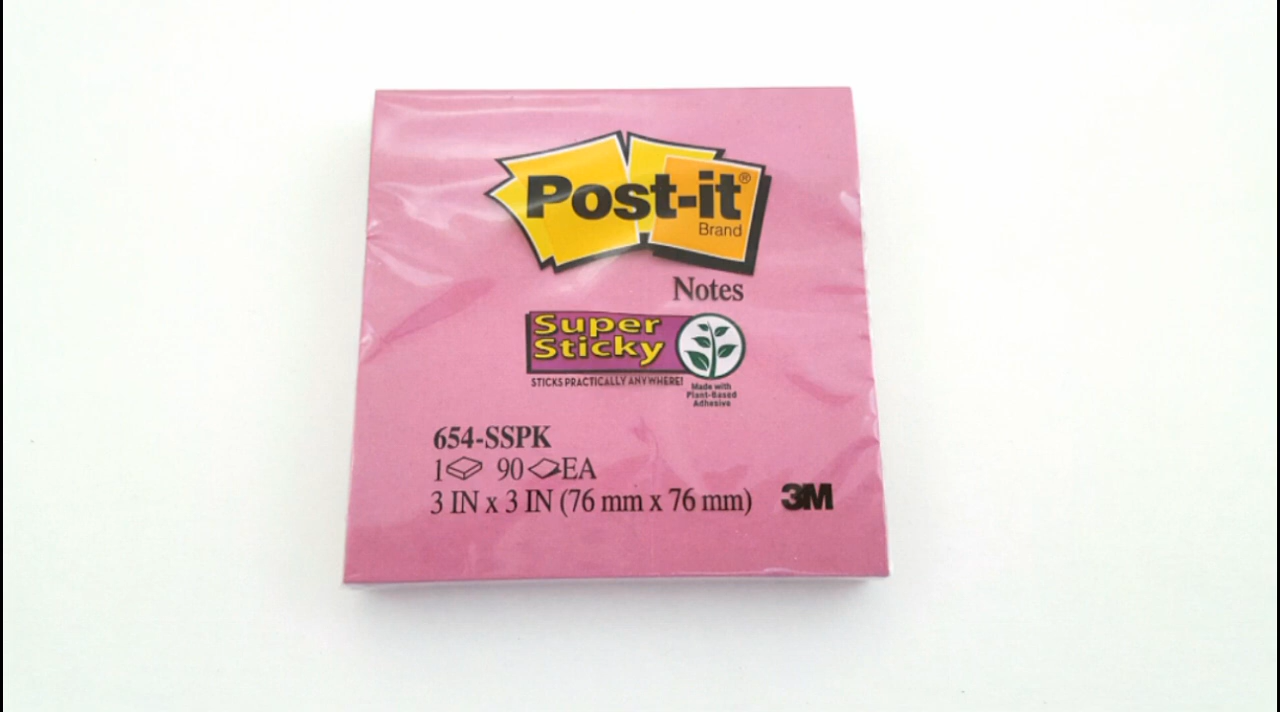 Post-it®
Brand
Notes
Super
Sticky
STICKS PRACTICALLY ANYWHERE!
Made with
Plant-Based
Adhesive
654-SSPK
1 90 EA
3 IN x 3 IN (76 mm x 76 mm)
3M